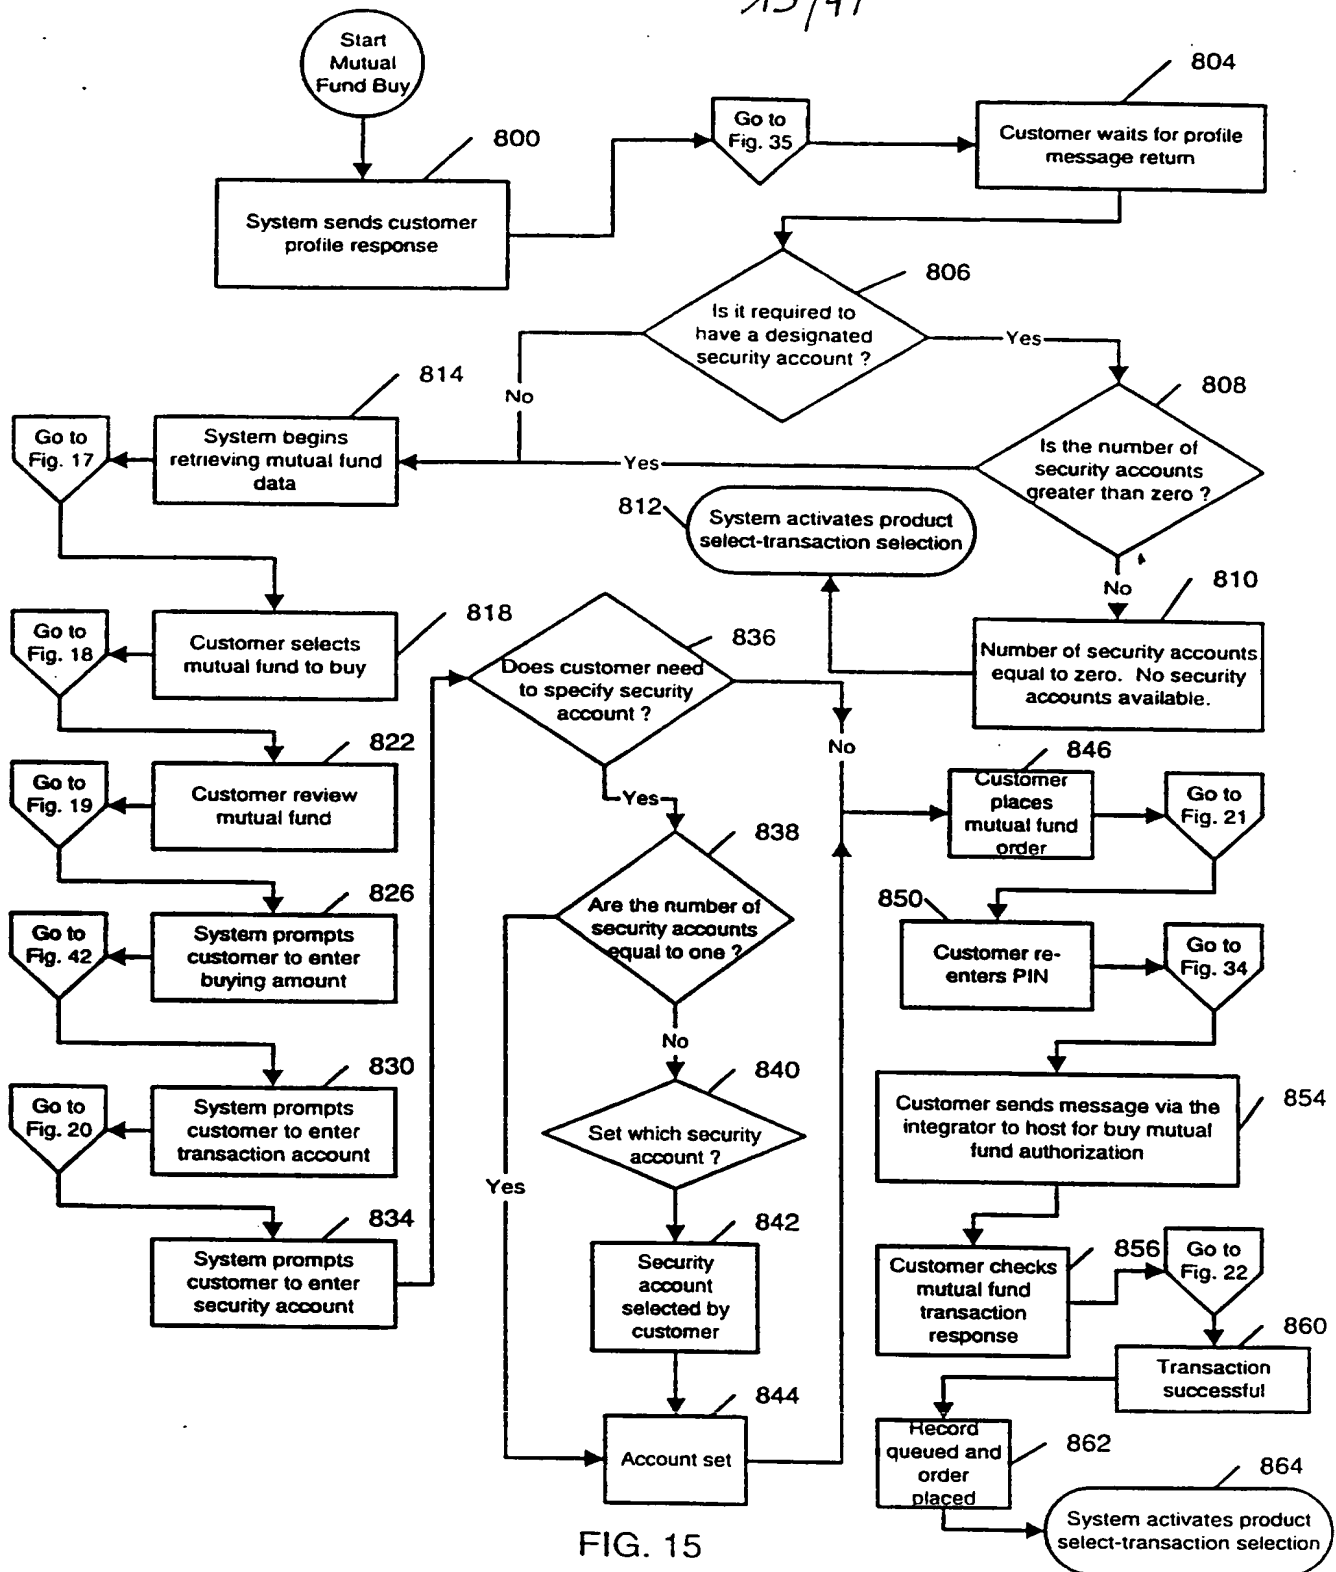 15/41
Start
Mutual
Fund Buy
800
System sends customer
profile response
Go to
Fig. 35
804
Customer waits for profile
message return
806
Is it required to
have a designated
security account ?
Yes
No
808
Is the number of
security accounts
greater than zero ?
Yes
No
810
Number of security accounts
equal to zero. No security
accounts available.
812
System activates product
select-transaction selection
814
System begins
retrieving mutual fund
data
Go to
Fig. 17
818
Customer selects
mutual fund to buy
Go to
Fig. 18
822
Customer review
mutual fund
Go to
Fig. 19
826
System prompts
customer to enter
buying amount
Go to
Fig. 42
830
System prompts
customer to enter
transaction account
Go to
Fig. 20
834
System prompts
customer to enter
security account
836
Does customer need
to specify security
account ?
No
Yes
838
Are the number of
security accounts
equal to one ?
Yes
No
840
Set which security
account ?
842
Security
account
selected by
customer
844
Account set
846
Customer
places
mutual fund
order
Go to
Fig. 21
850
Customer re-
enters PIN
Go to
Fig. 34
854
Customer sends message via the
integrator to host for buy mutual
fund authorization
856
Customer checks
mutual fund
transaction
response
Go to
Fig. 22
860
Transaction
successful
862
Record
queued and
order
placed
864
System activates product
select-transaction selection
FIG. 15